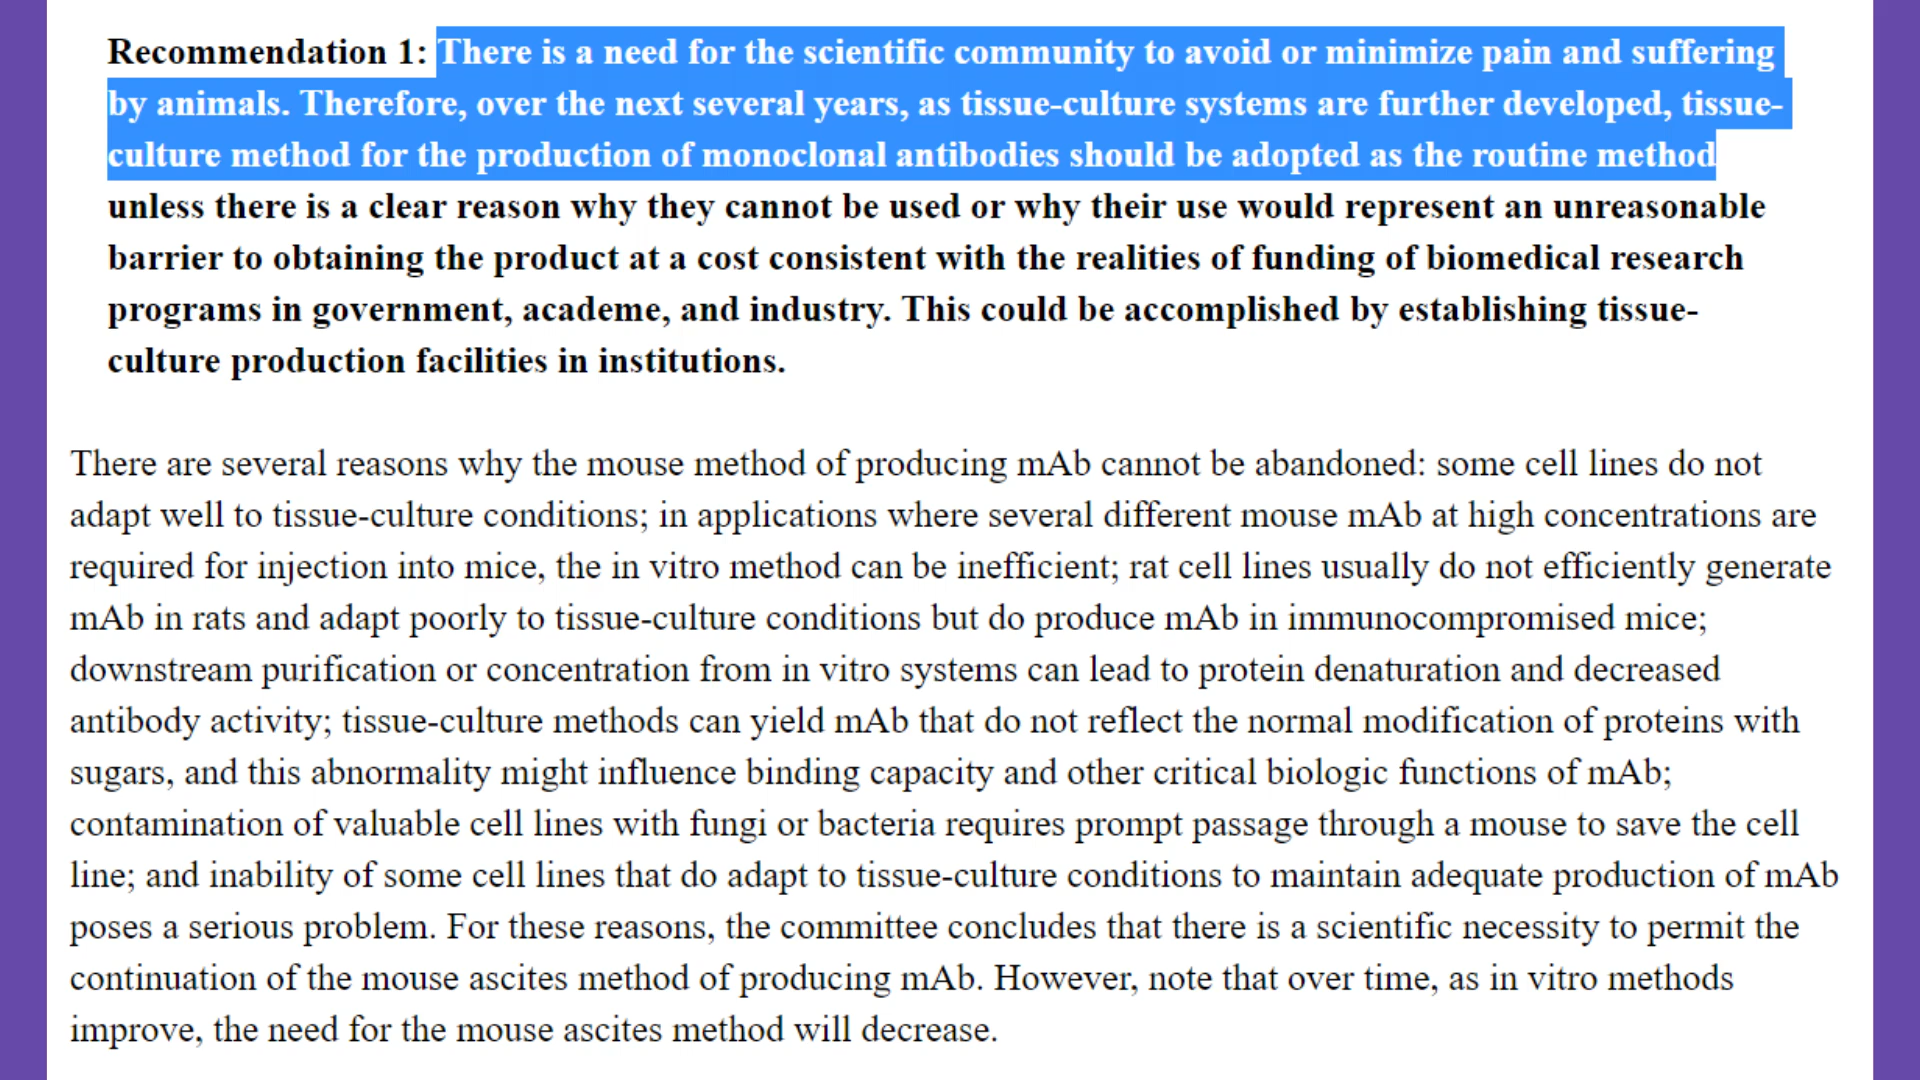 Recommendation 1: There is a need for the scientific community to avoid or minimize pain and suffering
by animals. Therefore, over the next several years, as tissue-culture systems are further developed, tissue-
culture method for the production of monoclonal antibodies should be adopted as the routine method
unless there is a clear reason why they cannot be used or why their use would represent an unreasonable
barrier to obtaining the product at a cost consistent with the realities of funding of biomedical research
programs in government, academe, and industry. This could be accomplished by establishing tissue-
culture production facilities in institutions.
There are several reasons why the mouse method of producing mAb cannot be abandoned: some cell lines do not
adapt well to tissue-culture conditions; in applications where several different mouse mAb at high concentrations are
required for injection into mice, the in vitro method can be inefficient; rat cell lines usually do not efficiently generate
mAb in rats and adapt poorly to tissue-culture conditions but do produce mAb in immunocompromised mice;
downstream purification or concentration from in vitro systems can lead to protein denaturation and decreased
antibody activity; tissue-culture methods can yield mAb that do not reflect the normal modification of proteins with
sugars, and this abnormality might influence binding capacity and other critical biologic functions of mAb;
contamination of valuable cell lines with fungi or bacteria requires prompt passage through a mouse to save the cell
line; and inability of some cell lines that do adapt to tissue-culture conditions to maintain adequate production of mAb
poses a serious problem. For these reasons, the committee concludes that there is a scientific necessity to permit the
continuation of the mouse ascites method of producing mAb. However, note that over time, as in vitro methods
improve, the need for the mouse ascites method will decrease.